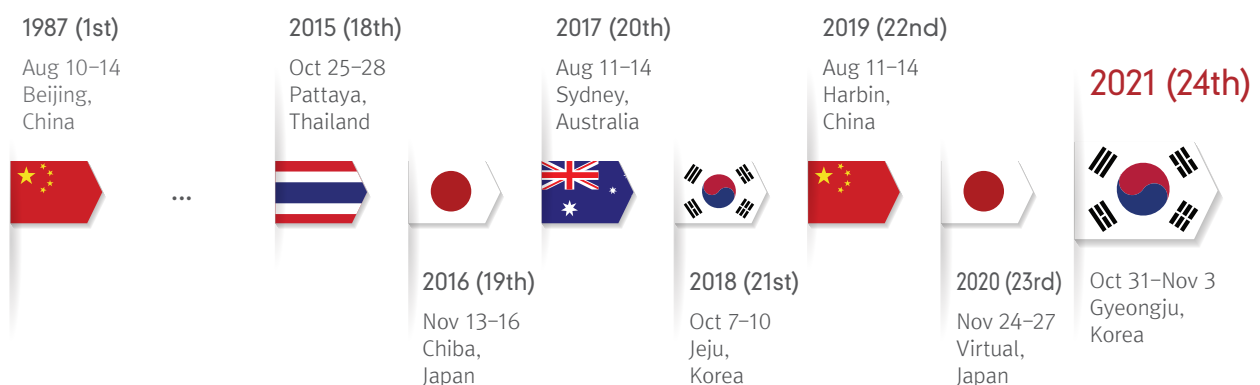 1987 (1st)
Aug 10–14
Beijing,
China
...
2015 (18th)
Oct 25–28
Pattaya,
Thailand
2016 (19th)
Nov 13–16
Chiba,
Japan
2017 (20th)
Aug 11–14
Sydney,
Australia
2018 (21st)
Oct 7–10
Jeju,
Korea
2019 (22nd)
Aug 11–14
Harbin,
China
2020 (23rd)
Nov 24–27
Virtual,
Japan
2021 (24th)
Oct 31–Nov 3
Gyeongju,
Korea